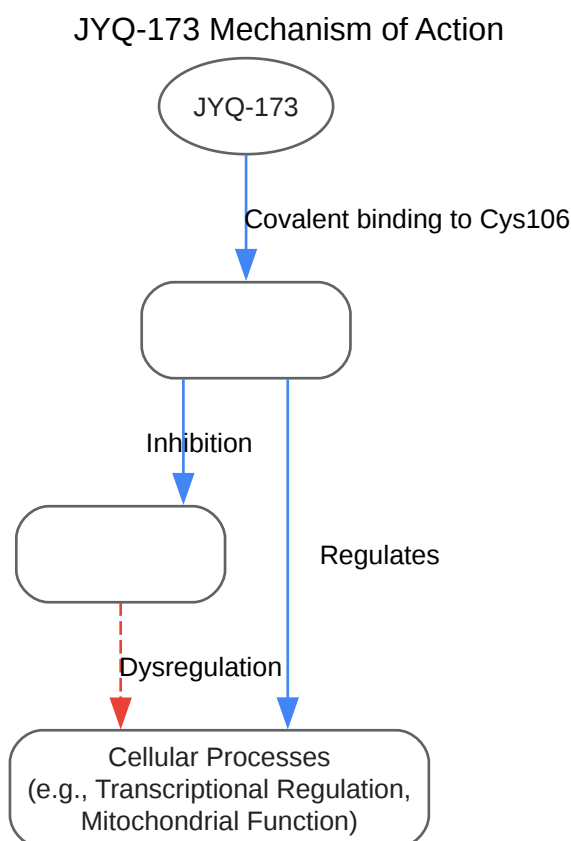 JYQ-173 Mechanism of Action
JYQ-173
Covalent binding to Cys106
Inhibition
Regulates
Dysregulation
Cellular Processes
(e.g., Transcriptional Regulation,
Mitochondrial Function)